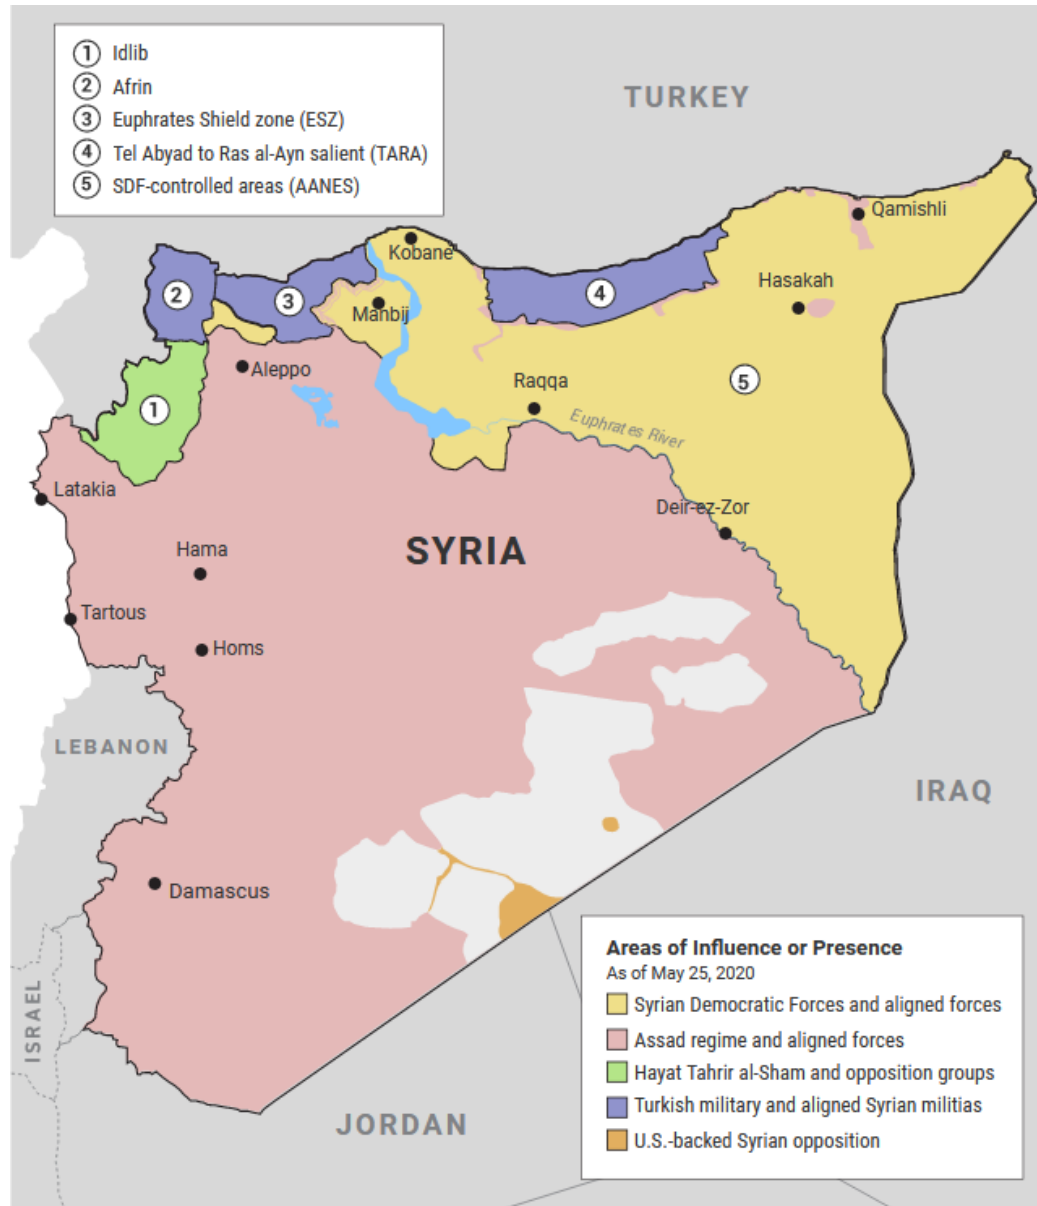 1 Idlib
2 Afrin
3 Euphrates Shield zone (ESZ)
4 Tel Abyad to Ras al-Ayn salient (TARA)
5 SDF-controlled areas (AANES)
TURKEY
Qamishli
Kobane
Hasakah
2
3
4
Manbij
Aleppo
Raqqa
5
1
Euphrates River
Latakia
Deir-ez-Zor
Hama
SYRIA
Tartous
Homs
LEBANON
IRAQ
Damascus
ISRAEL
JORDAN
Areas of Influence or Presence
As of May 25, 2020
Syrian Democratic Forces and aligned forces
Assad regime and aligned forces
Hayat Tahrir al-Sham and opposition groups
Turkish military and aligned Syrian militias
U.S.-backed Syrian opposition